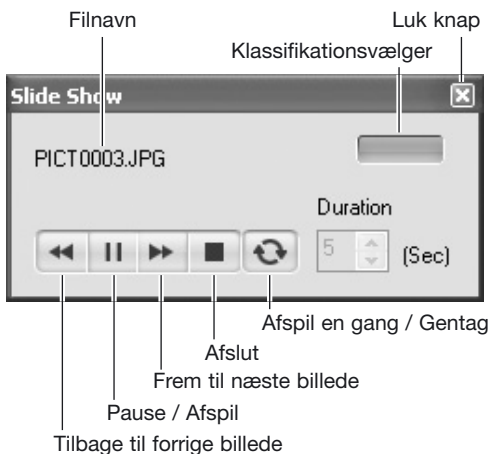 Filnavn
Luk knap
Klassifikationsvælger
Slide Show
PICT0003.JPG
Duration
5
(Sec)
Afspil en gang / Gentag
Afslut
Frem til næste billede
Pause / Afspil
Tilbage til forrige billede